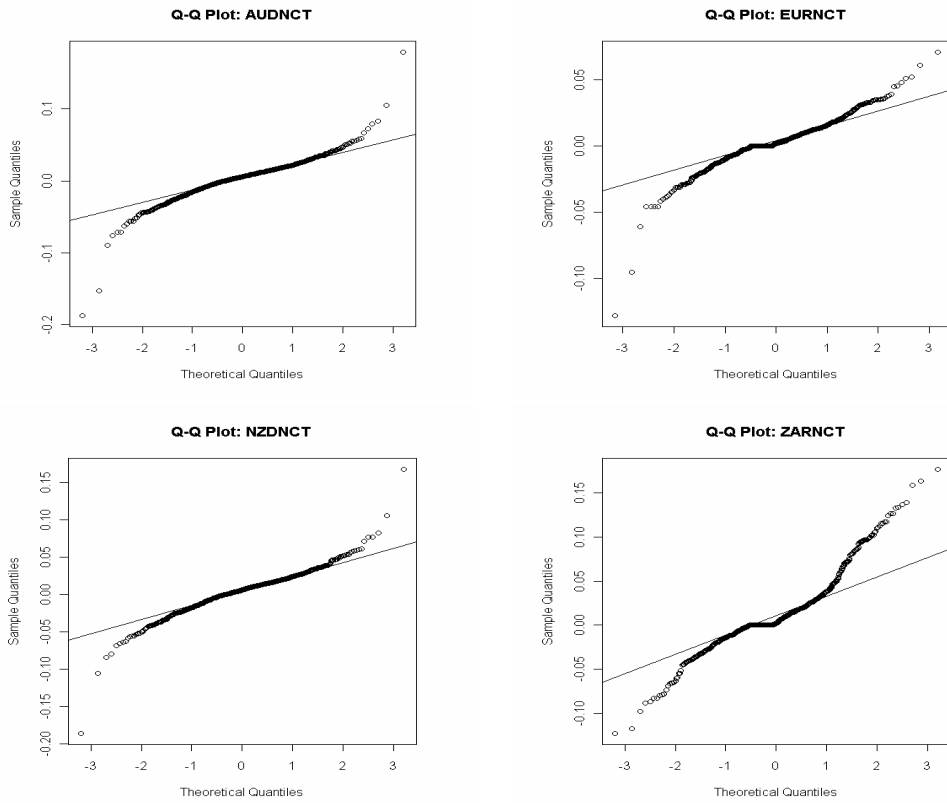 Q-Q Plot: AUDNCT
Sample Quantiles
0.1
0.0
-0.1
-0.2
-3 -2 -1 0 1 2 3
Theoretical Quantiles
Q-Q Plot: EURNCT
Sample Quantiles
0.05
0.00
-0.05
-0.10
-3 -2 -1 0 1 2 3
Theoretical Quantiles
Q-Q Plot: NZDNCT
Sample Quantiles
0.15
0.10
0.05
0.00
-0.05
-0.10
-0.15
-0.20
-3 -2 -1 0 1 2 3
Theoretical Quantiles
Q-Q Plot: ZARNCT
Sample Quantiles
0.15
0.10
0.05
0.00
-0.05
-0.10
-3 -2 -1 0 1 2 3
Theoretical Quantiles